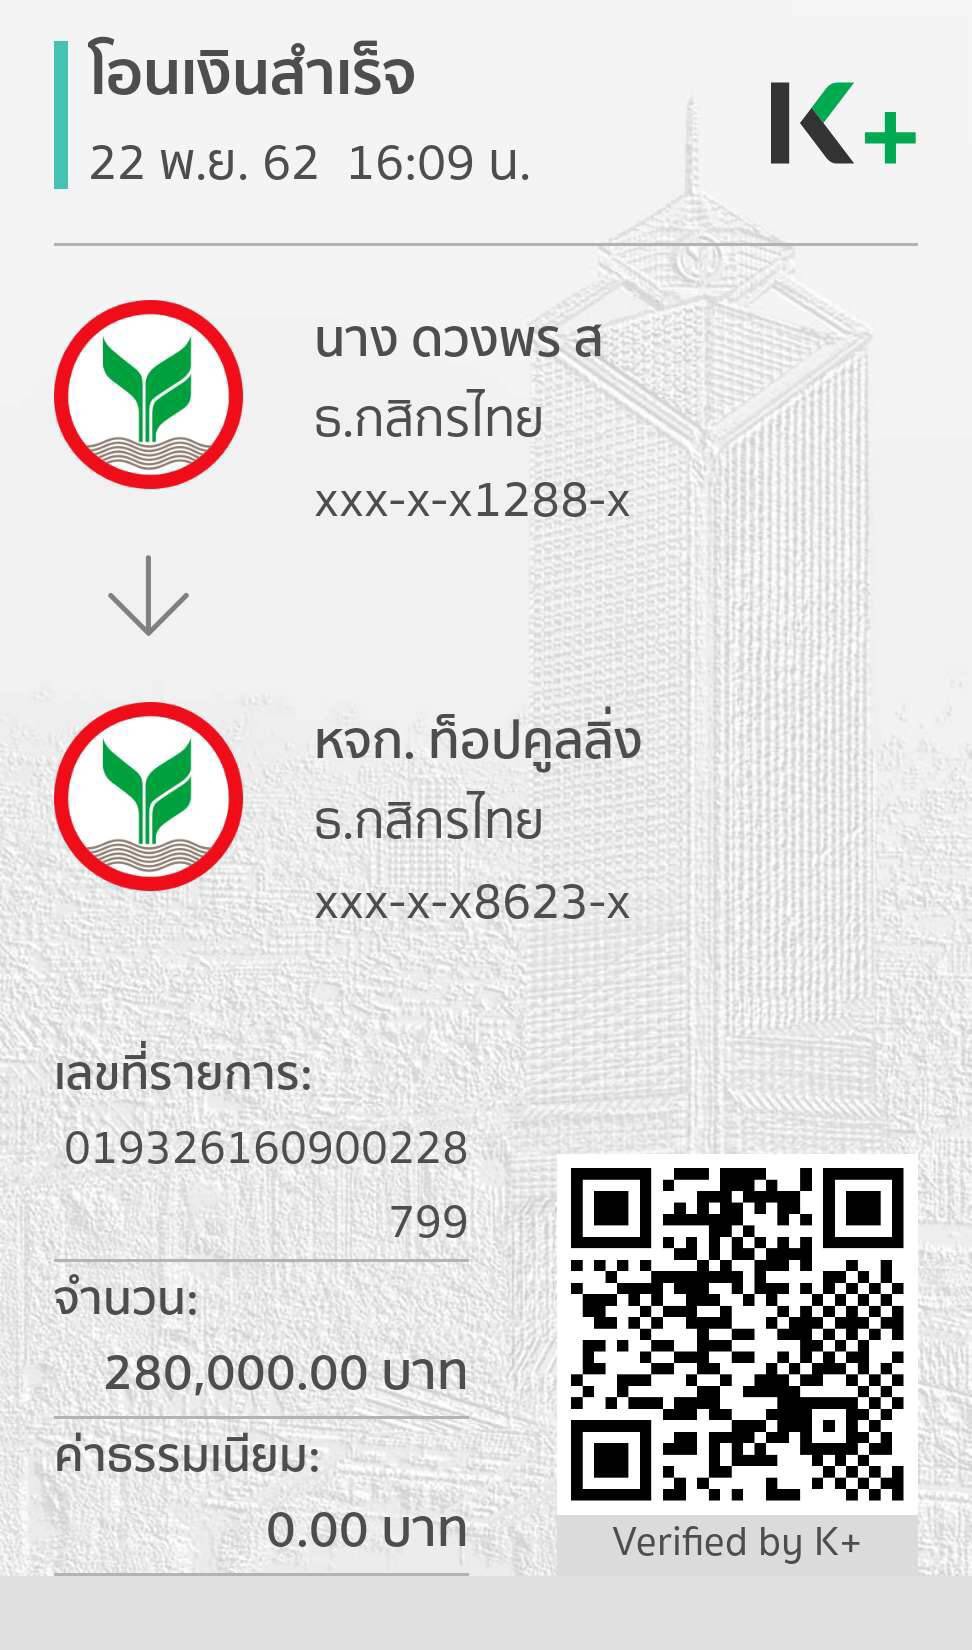 โอนเงินสำเร็จ
22 พ.ย. 62 16:09 น.
K+
นาง ดวงพร ส
ธ.กสิกรไทย
xxx-x-x1288-x
หจก. ท็อปคูลลิ่ง
ธ.กสิกรไทย
xxx-x-x8623-x
เลขที่รายการ:
019326160900228
799
จำนวน:
280,000.00 บาท
ค่าธรรมเนียม:
0.00 บาท
Verified by K+